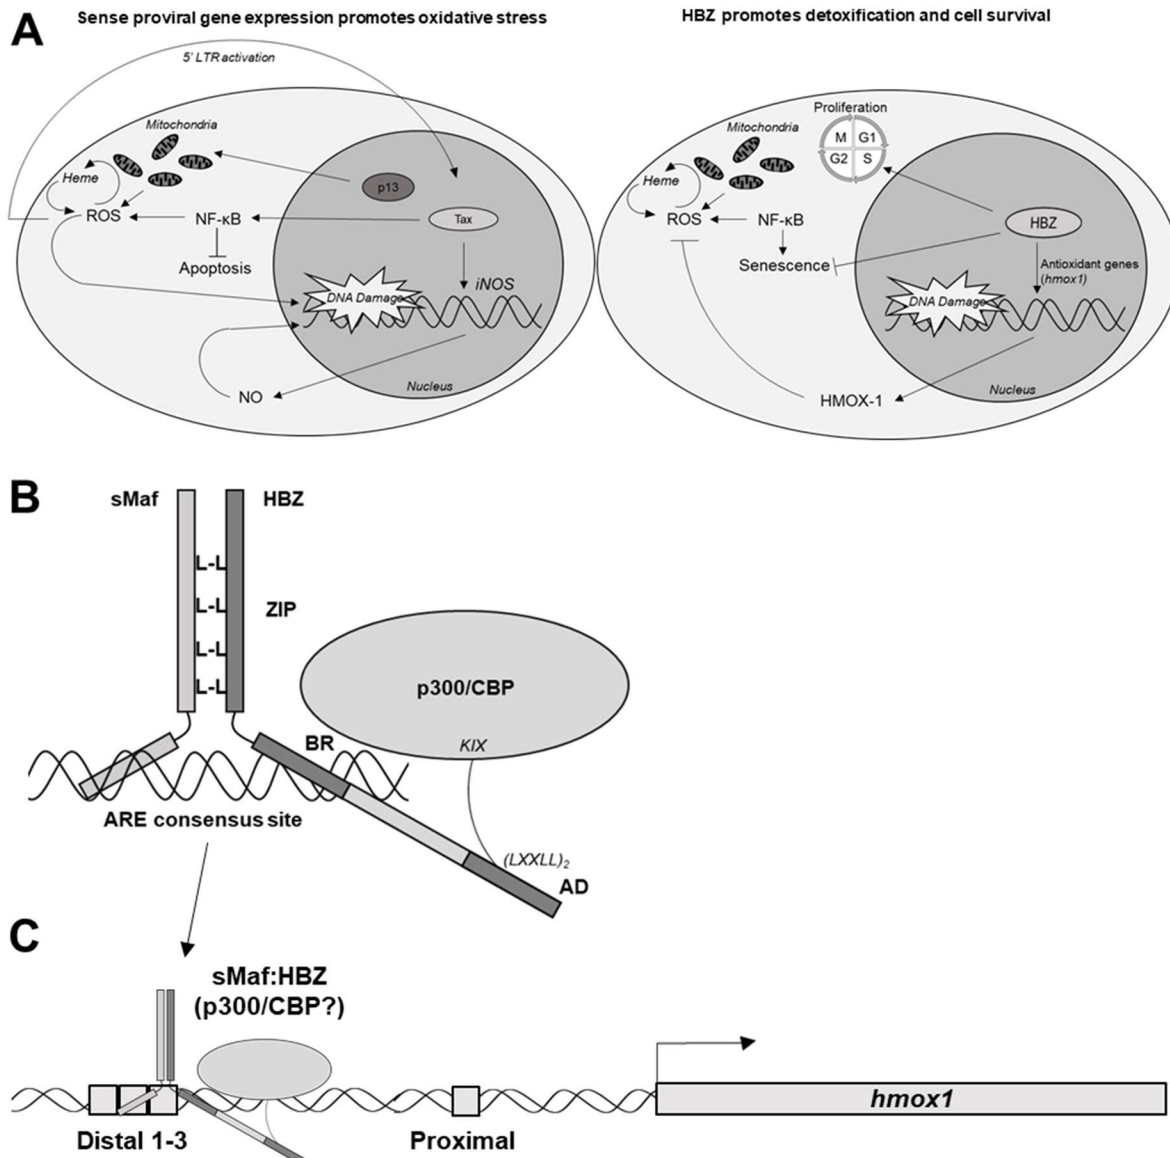 A
Sense proviral gene expression promotes oxidative stress
5' LTR activation
Mitochondria
Heme
ROS
NF-κB
Apoptosis
p13
Tax
iNOS
DNA Damage
Nucleus
NO
HBZ promotes detoxification and cell survival
Proliferation
M G1
G2 S
Mitochondria
Heme
ROS
NF-κB
Senescence
HBZ
Antioxidant genes
(hmox1)
DNA Damage
Nucleus
HMOX-1
B
sMaf
HBZ
L-L
L-L
ZIP
L-L
L-L
p300/CBP
KIX
BR
ARE consensus site
(LXXLL)2
AD
C
sMaf:HBZ
(p300/CBP?)
hmox1
Distal 1-3
Proximal